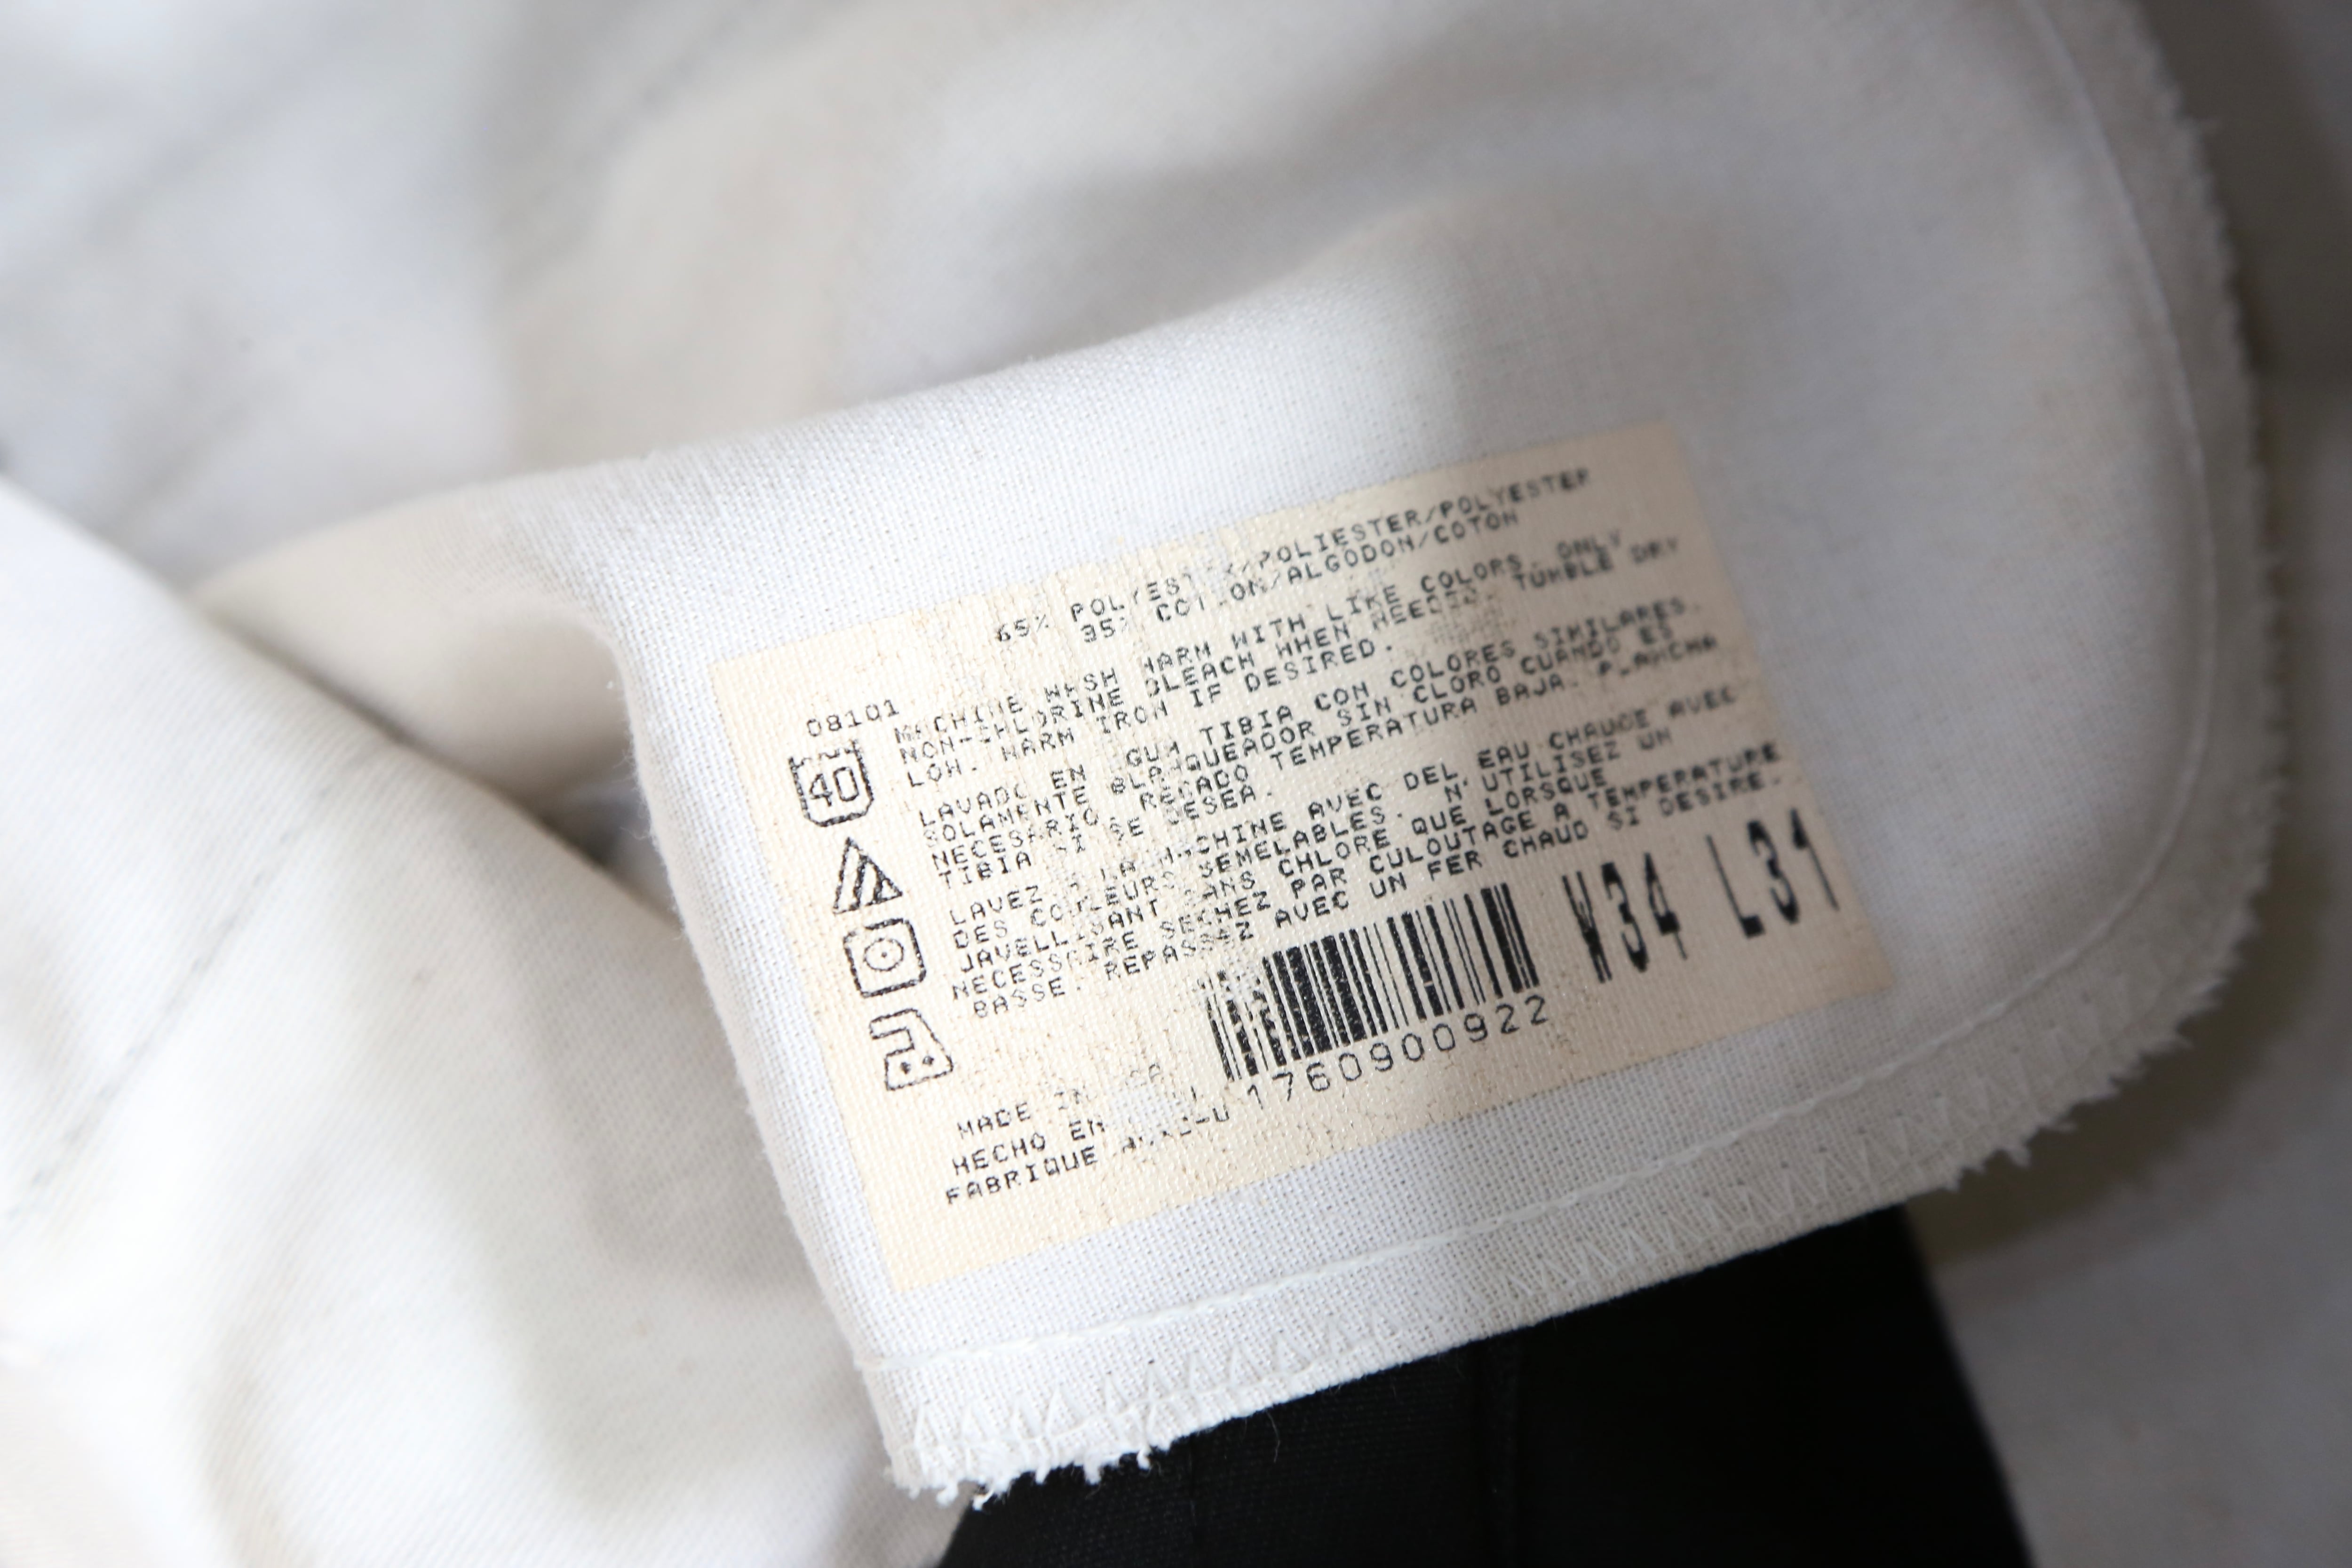 65% POLYESTER/POLIESTER/POLYESTER
35% COTTON/ALGODON/COTON
08101
MACHINE WASH WARM WITH LIKE COLORS. ONLY
NON-CHLORINE BLEACH WHEN NEEDED. TUMBLE DRY
LOW. WARM IRON IF DESIRED.
40
LAVADO EN AGUA TIBIA CON COLORES SIMILARES.
SOLAMENTE BLANQUEADOR SIN CLORO CUANDO ES
NECESARIO. SECADO TEMPERATURA BAJA. PLANCHA
TIBIA SI SE DESEA.
LAVEZ A LA MACHINE AVEC DEL EAU CHAUDE AVEC
DES COULEURS SEMELABLES. N'UTILISEZ UN
JAVELLISANT SANS CHLORE QUE LORSQUE
NECESSAIRE SECHEZ PAR CULOUTAGE A TEMPERATURE
BASSE. REPASSEZ AVEC UN FER CHAUD SI DESIRE.
W34 L31
1760900922
MADE IN
HECHO EN
FABRIQUE